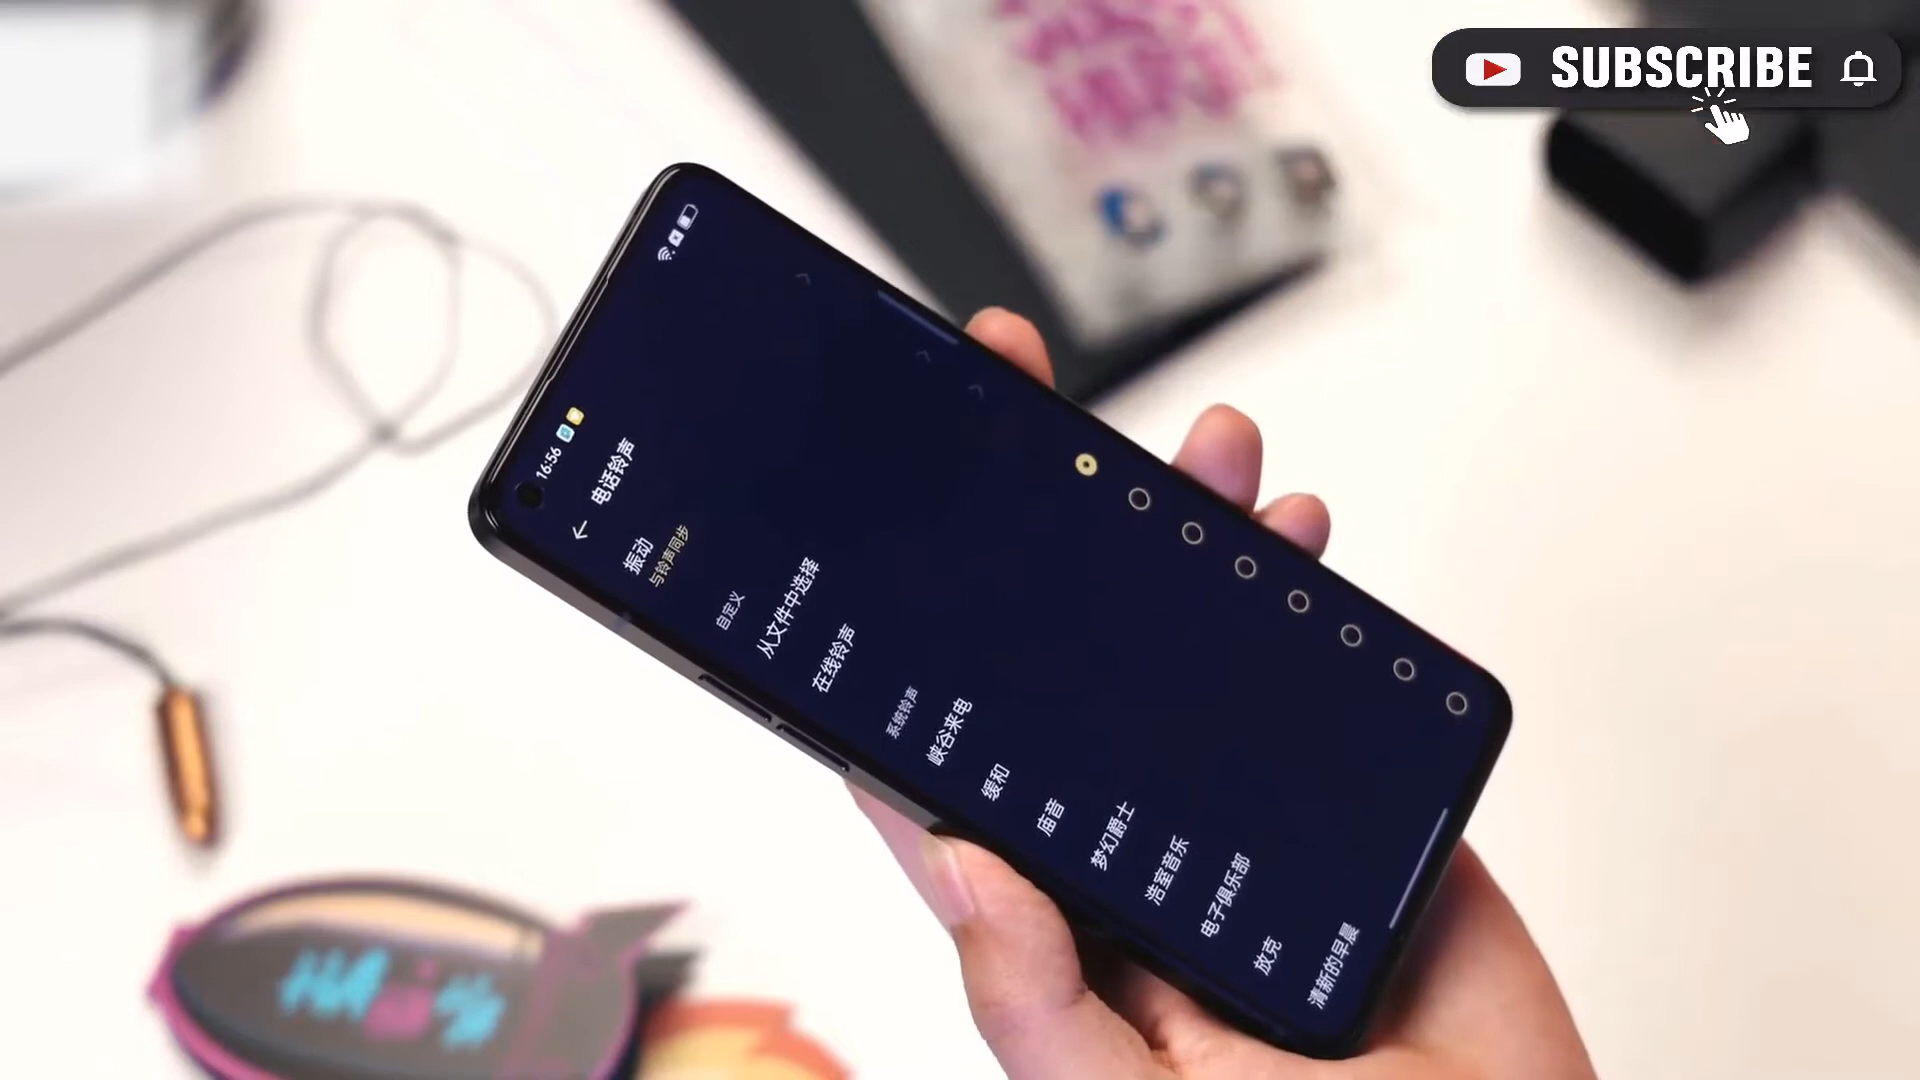 SUBSCRIBE
16:56
电话铃声
振动
与铃声同步
自定义
从文件中选择
在线铃声
系统铃声
峡谷来电
缓和
庙音
梦幻爵士
浩室音乐
电子俱乐部
放克
清新的早晨